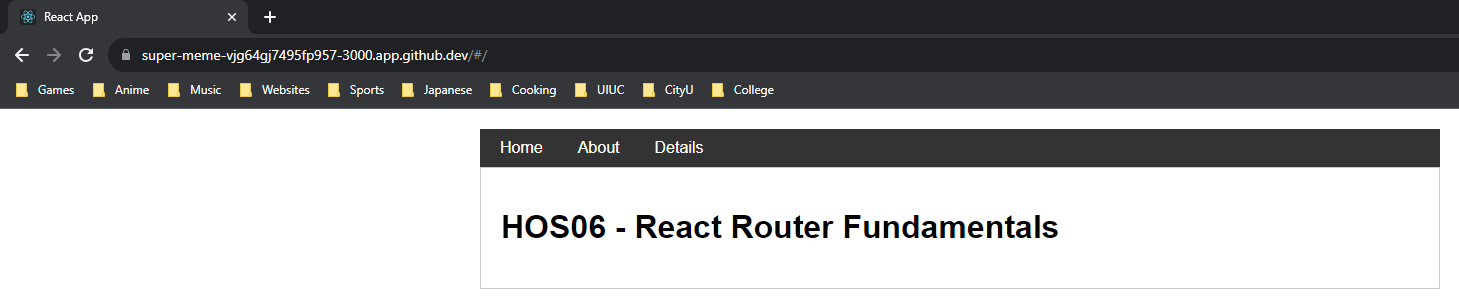 React App
super-meme-vjg64gj7495fp957-3000.app.github.dev/#/
Games Anime Music Websites Sports Japanese Cooking UIUC CityU College
Home About Details
HOS06 - React Router Fundamentals